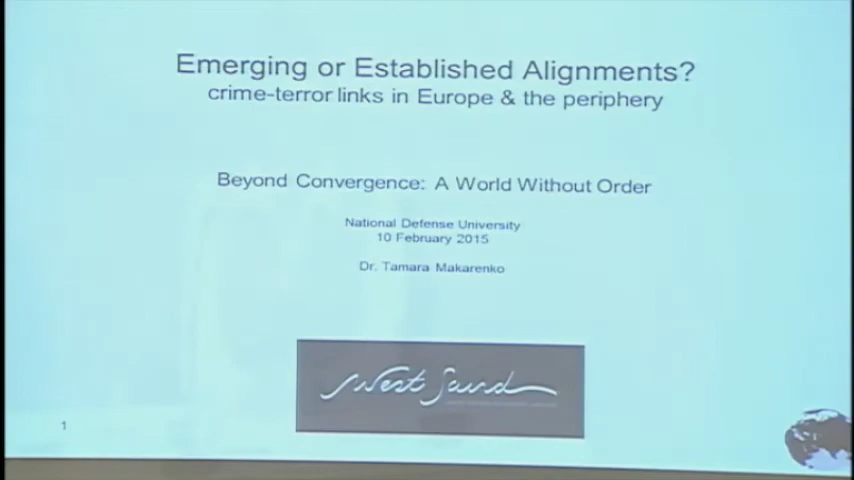 Emerging or Established Alignments?
crime-terror links in Europe & the periphery
Beyond Convergence: A World Without Order
National Defense University
10 February 2015
Dr. Tamara Makarenko
West Sands
1